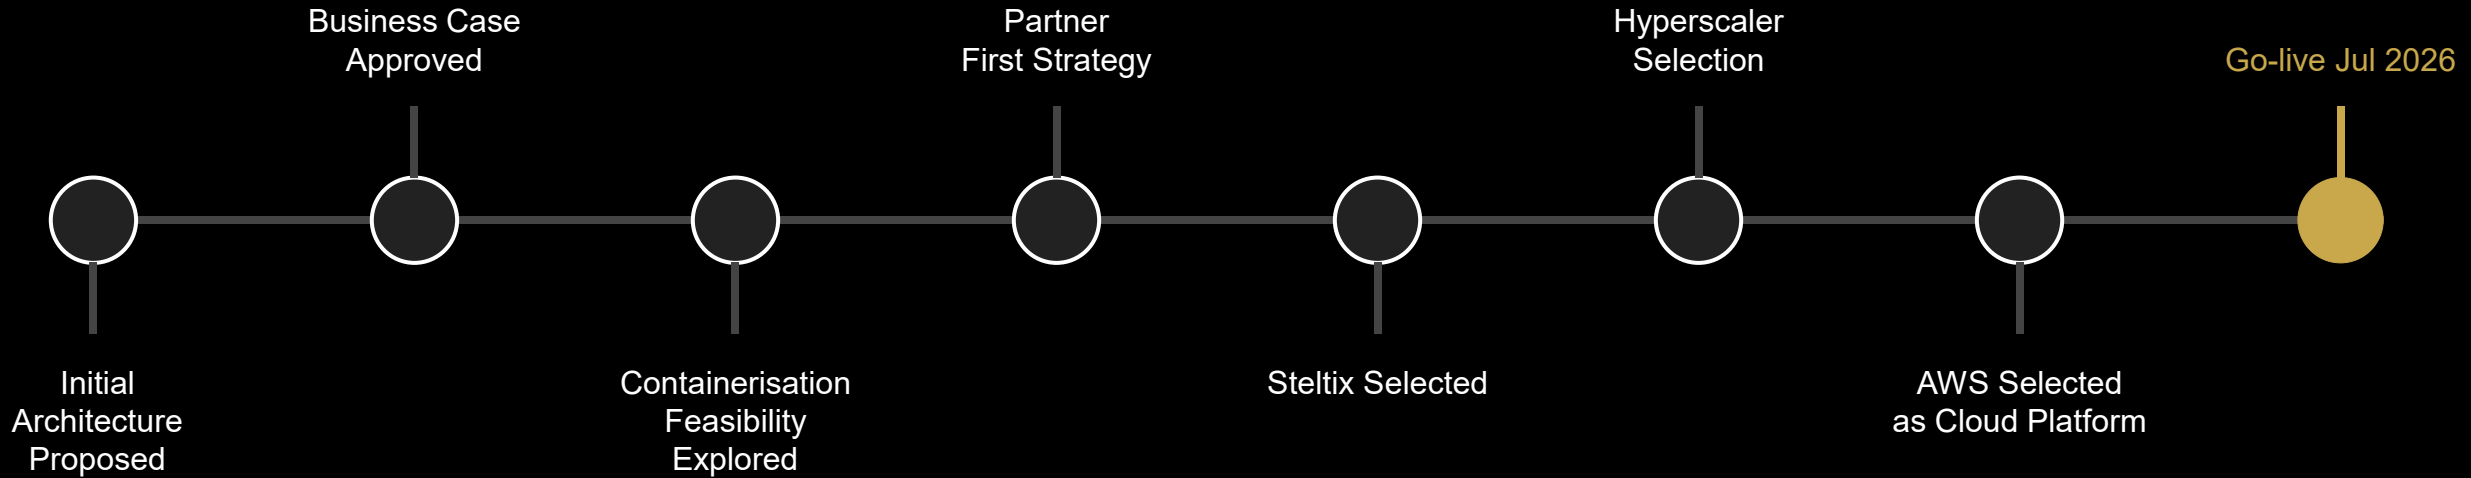 Initial
Architecture
Proposed
Business Case
Approved
Containerisation
Feasibility
Explored
Partner
First Strategy
Steltix Selected
Hyperscaler
Selection
AWS Selected
as Cloud Platform
Go-live Jul 2026